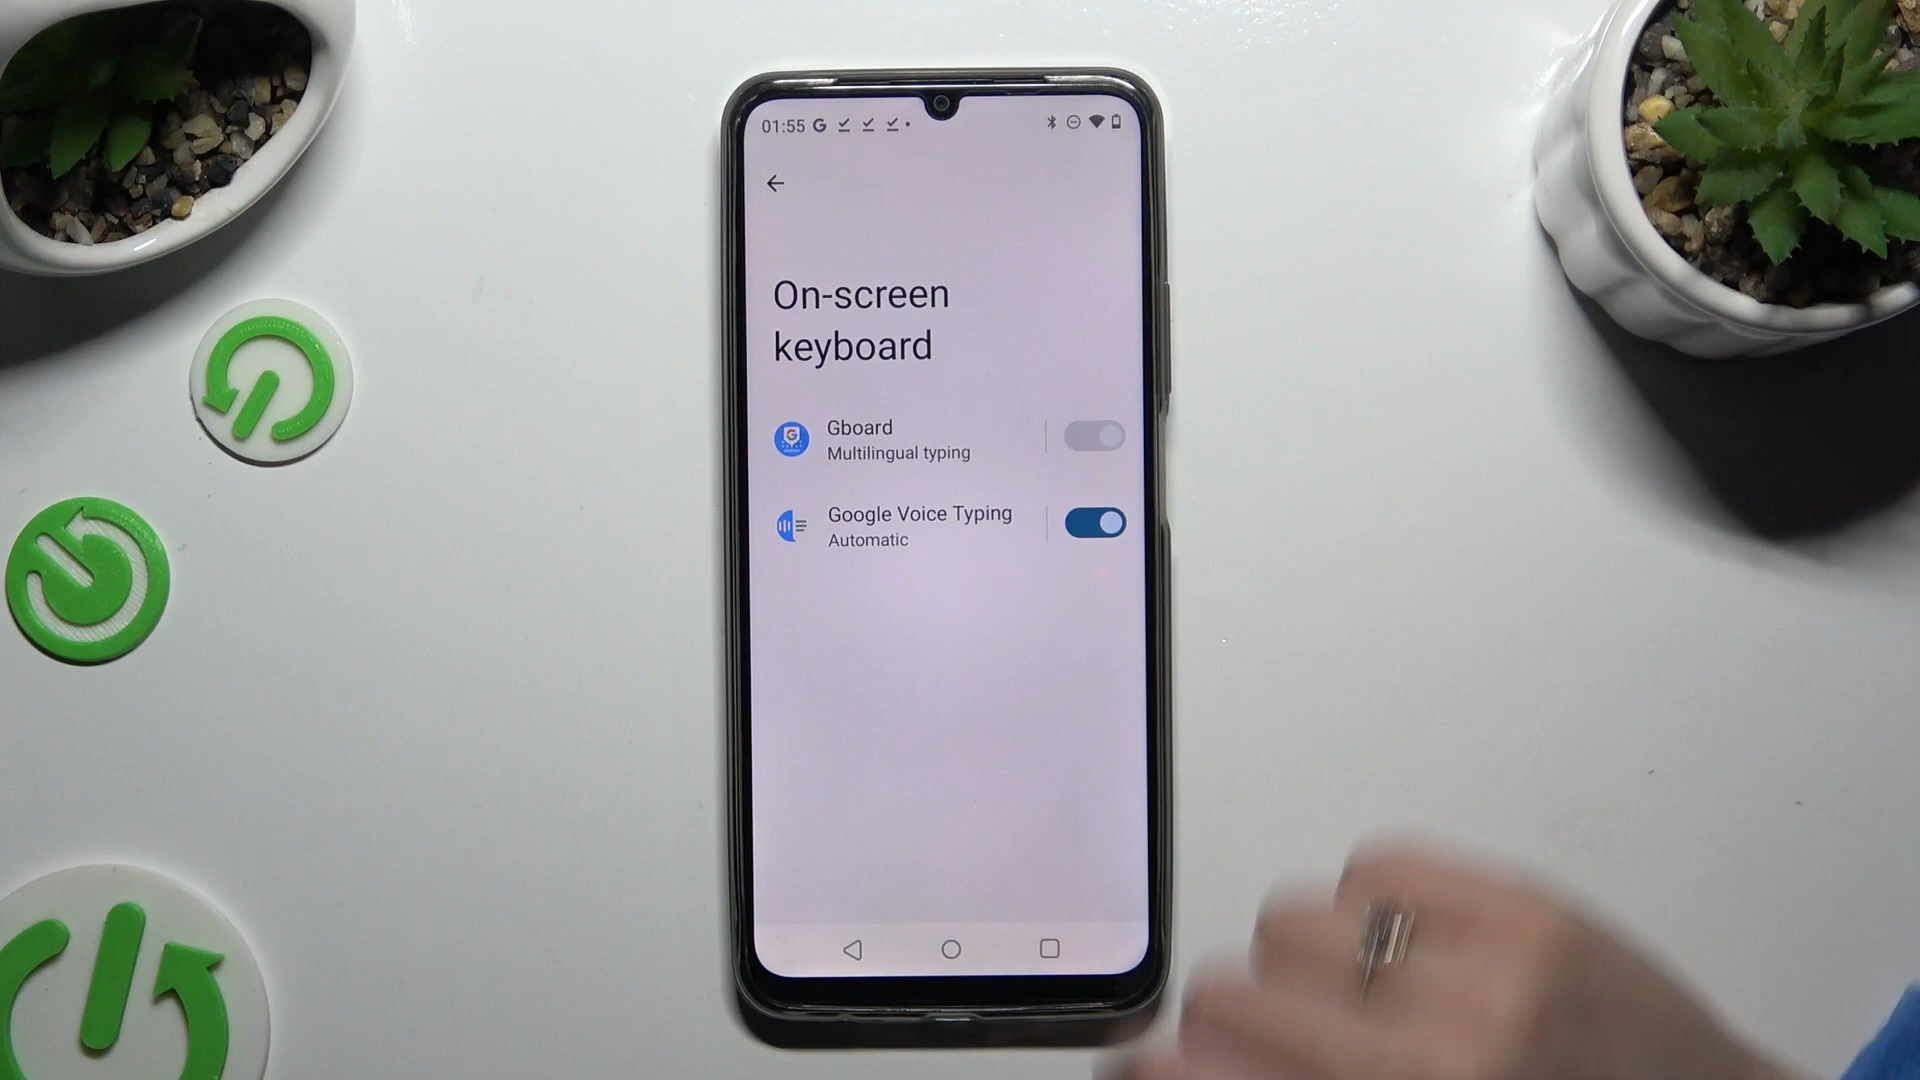 01:55
On-screen
keyboard
Gboard
Multilingual typing
Google Voice Typing
Automatic